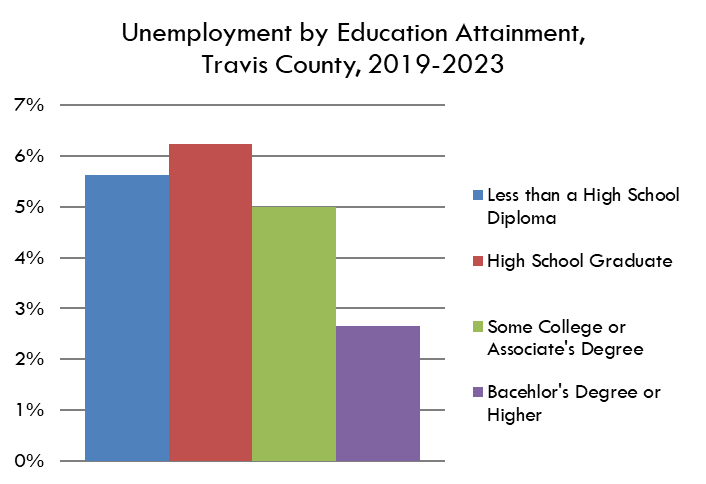 Unemployment by Education Attainment,
Travis County, 2019-2023
7%
6%
5%
4%
3%
2%
1%
0%
Less than a High School
Diploma
High School Graduate
Some College or
Associate's Degree
Bacehlor's Degree or
Higher